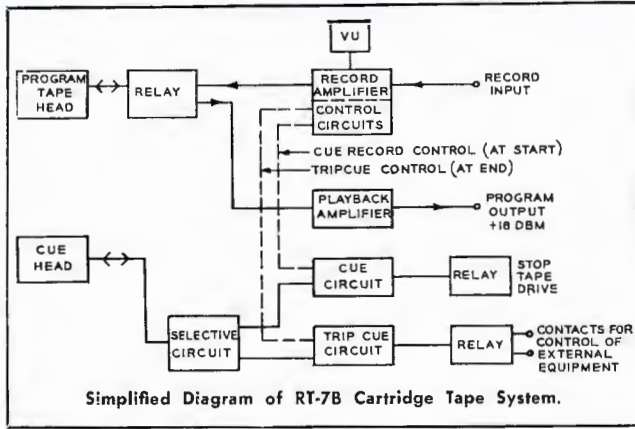 VU
PROGRAM
TAPE
HEAD
RELAY
RECORD
AMPLIFIER
CONTROL
CIRCUITS
RECORD
INPUT
CUE RECORD CONTROL (AT START)
TRIPCUE CONTROL (AT END)
PLAYBACK
AMPLIFIER
PROGRAM
OUTPUT
+18 DBM
CUE
HEAD
CUE
CIRCUIT
RELAY
STOP
TAPE
DRIVE
SELECTIVE
CIRCUIT
TRIP CUE
CIRCUIT
RELAY
CONTACTS FOR
CONTROL OF
EXTERNAL
EQUIPMENT
Simplified Diagram of RT-7B Cartridge Tape System.